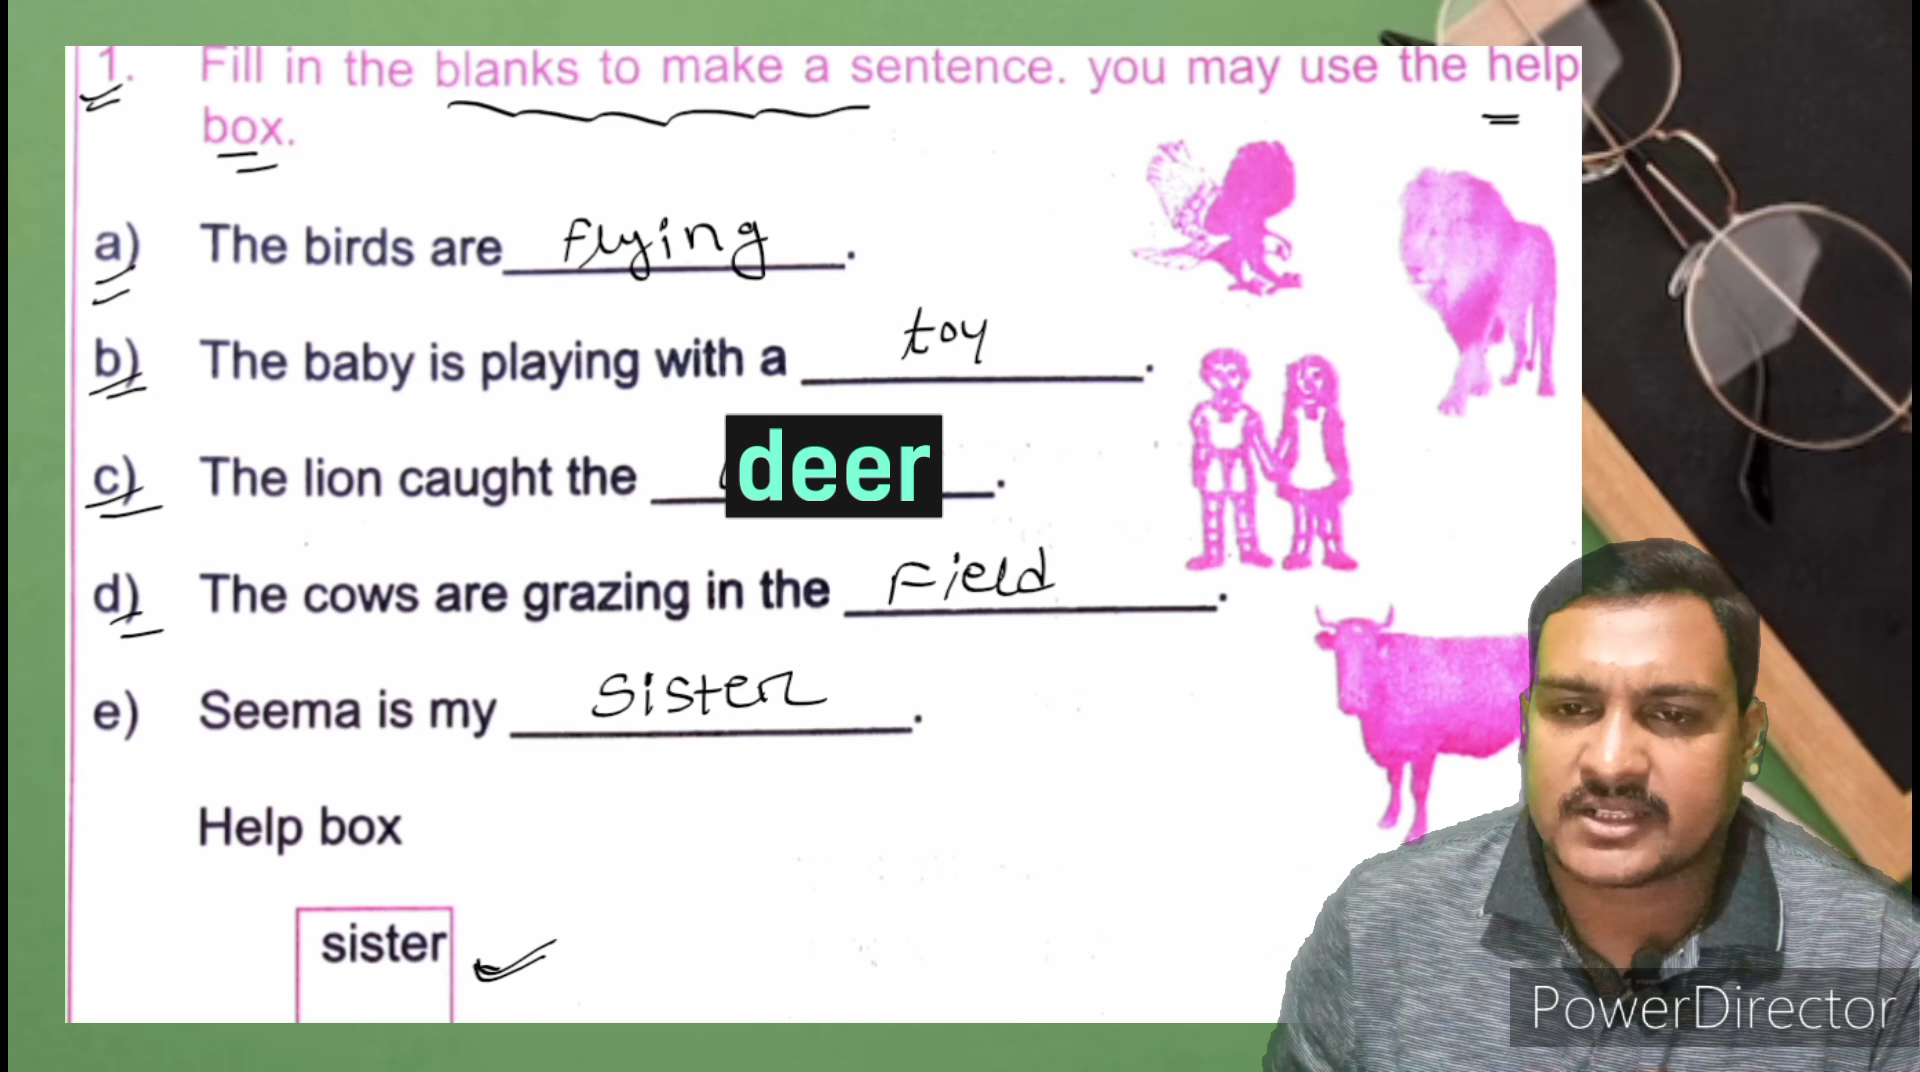 1. Fill in the blanks to make a sentence. you may use the help
box.
a) The birds are flying.
b) The baby is playing with a toy.
c) The lion caught the deer.
d) The cows are grazing in the Field.
e) Seema is my sister.
Help box
sister
PowerDirector